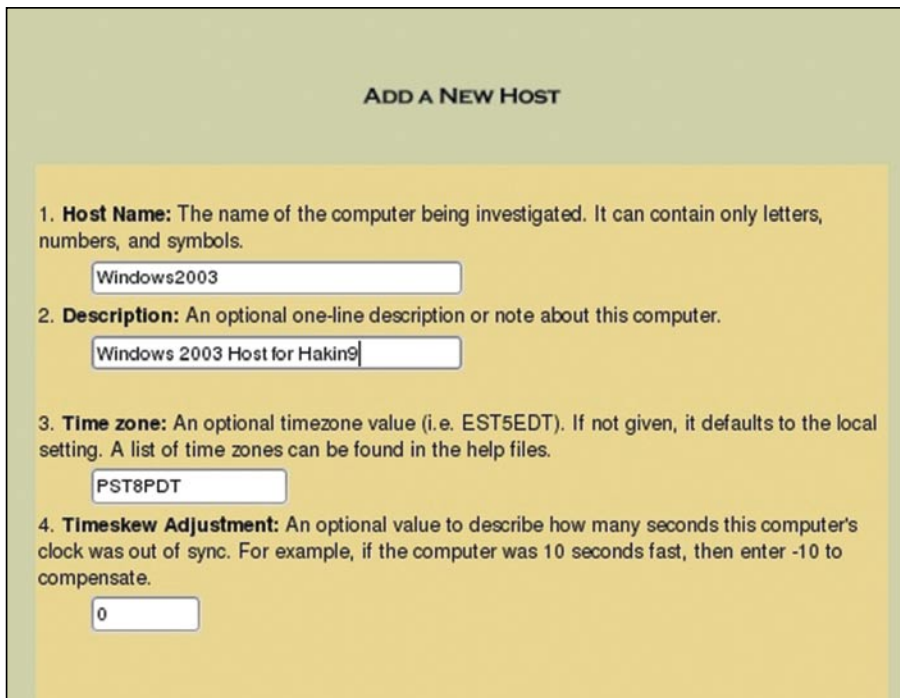 ADD A NEW HOST
1. Host Name: The name of the computer being investigated. It can contain only letters,
numbers, and symbols.
Windows2003
2. Description: An optional one-line description or note about this computer.
Windows 2003 Host for Hakin9
3. Time zone: An optional timezone value (i.e. EST5EDT). If not given, it defaults to the local
setting. A list of time zones can be found in the help files.
PST8PDT
4. Timeskew Adjustment: An optional value to describe how many seconds this computer's
clock was out of sync. For example, if the computer was 10 seconds fast, then enter -10 to
compensate.
0